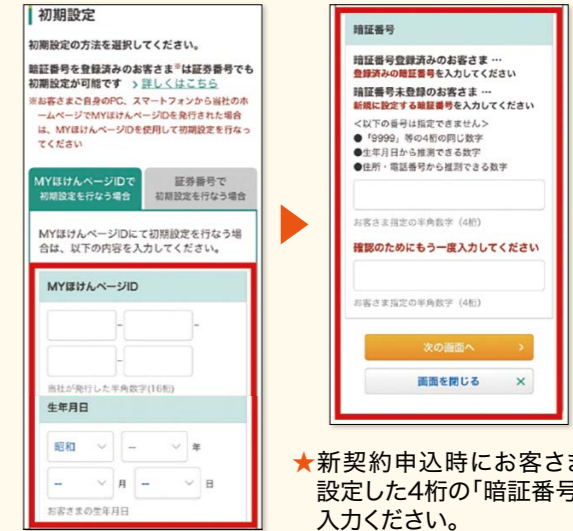 初期設定
初期設定の方法を選択してください。
暗証番号を登録済みのお客さま※は証券番号でも
初期設定が可能です > 詳しくはこちら
※お客さまご自身のPC、スマートフォンから当社のホ
ームページでMYほけんページIDを発行された場合
は、MYほけんページIDを使用して初期設定を行なっ
てください
MYほけんページIDで
初期設定を行なう場合
証券番号で
初期設定を行なう場合
MYほけんページIDにて初期設定を行なう場
合は、以下の内容を入力してください。
MYほけんページID
- -
-
当社が発行した半角数字(16桁)
生年月日
昭和 -- 年
-- 月 -- 日
お客さまの生年月日
暗証番号
暗証番号登録済みのお客さま …
登録済みの暗証番号を入力してください
暗証番号未登録のお客さま …
新規に設定する暗証番号を入力してください
<以下の番号は指定できません>
●「9999」等の4桁の同じ数字
●生年月日から推測できる数字
●住所・電話番号から推測できる数字
お客さま指定の半角数字（4桁）
確認のためにもう一度入力してください
お客さま指定の半角数字（4桁）
次の画面へ >
画面を閉じる ×
★新契約申込時にお客さま
設定した4桁の「暗証番号
入力ください。